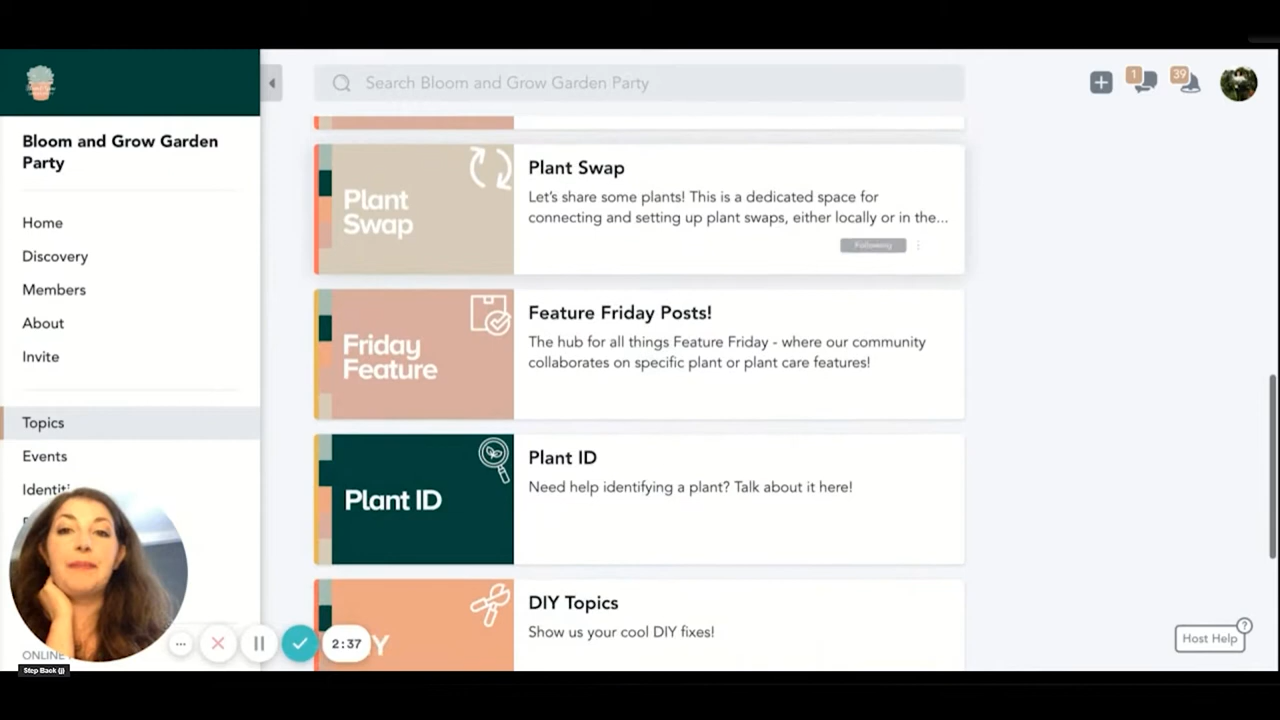 Search Bloom and Grow Garden Party
1
39
Bloom and Grow Garden
Party
Home
Discovery
Members
About
Invite
Topics
Events
Identi
ONLINE
Plant
Swap
Plant Swap
Let's share some plants! This is a dedicated space for
connecting and setting up plant swaps, either locally or in the...
Following
Friday
Feature
Feature Friday Posts!
The hub for all things Feature Friday - where our community
collaborates on specific plant or plant care features!
Plant ID
Plant ID
Need help identifying a plant? Talk about it here!
Y
DIY Topics
Show us your cool DIY fixes!
2:37
Host Help
?
Step Back (j)